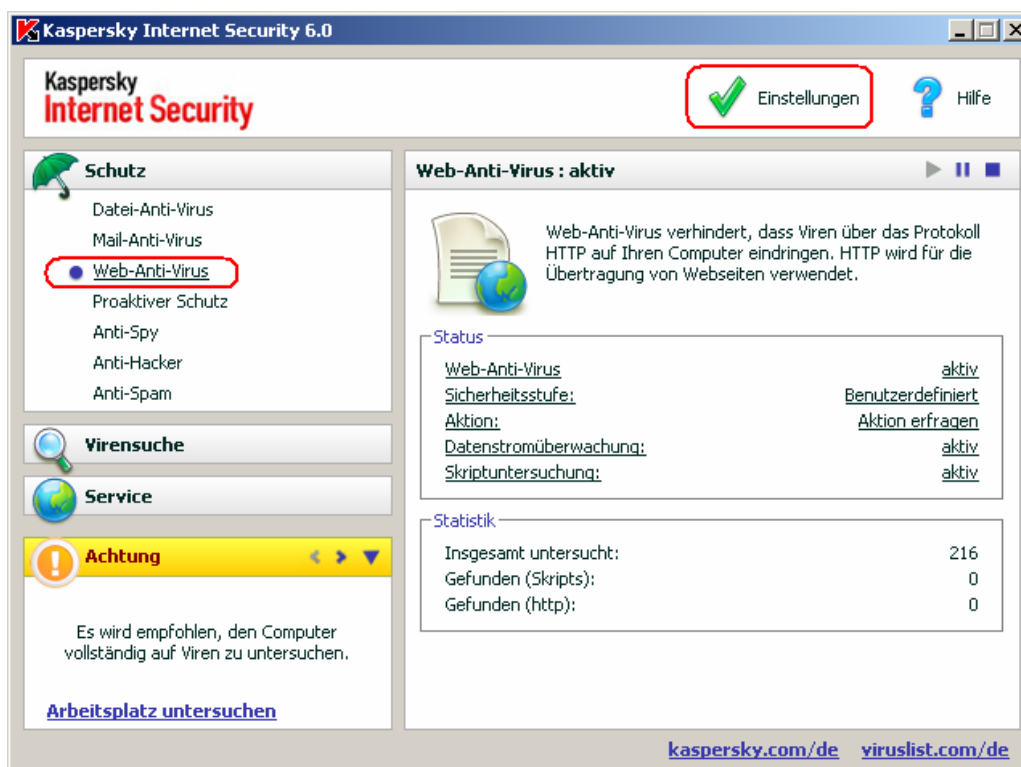 Kaspersky Internet Security 6.0
Kaspersky
Internet Security
Einstellungen
Hilfe
Schutz
Datei-Anti-Virus
Mail-Anti-Virus
Web-Anti-Virus
Proaktiver Schutz
Anti-Spy
Anti-Hacker
Anti-Spam
Virensuche
Service
Achtung
Es wird empfohlen, den Computer
vollständig auf Viren zu untersuchen.
Arbeitsplatz untersuchen
Web-Anti-Virus : aktiv
Web-Anti-Virus verhindert, dass Viren über das Protokoll
HTTP auf Ihren Computer eindringen. HTTP wird für die
Übertragung von Webseiten verwendet.
Status
Web-Anti-Virus aktiv
Sicherheitsstufe: Benutzerdefiniert
Aktion: Aktion erfragen
Datenstromüberwachung: aktiv
Skriptuntersuchung: aktiv
Statistik
Insgesamt untersucht: 216
Gefunden (Skripts): 0
Gefunden (http): 0
kaspersky.com/de viruslist.com/de